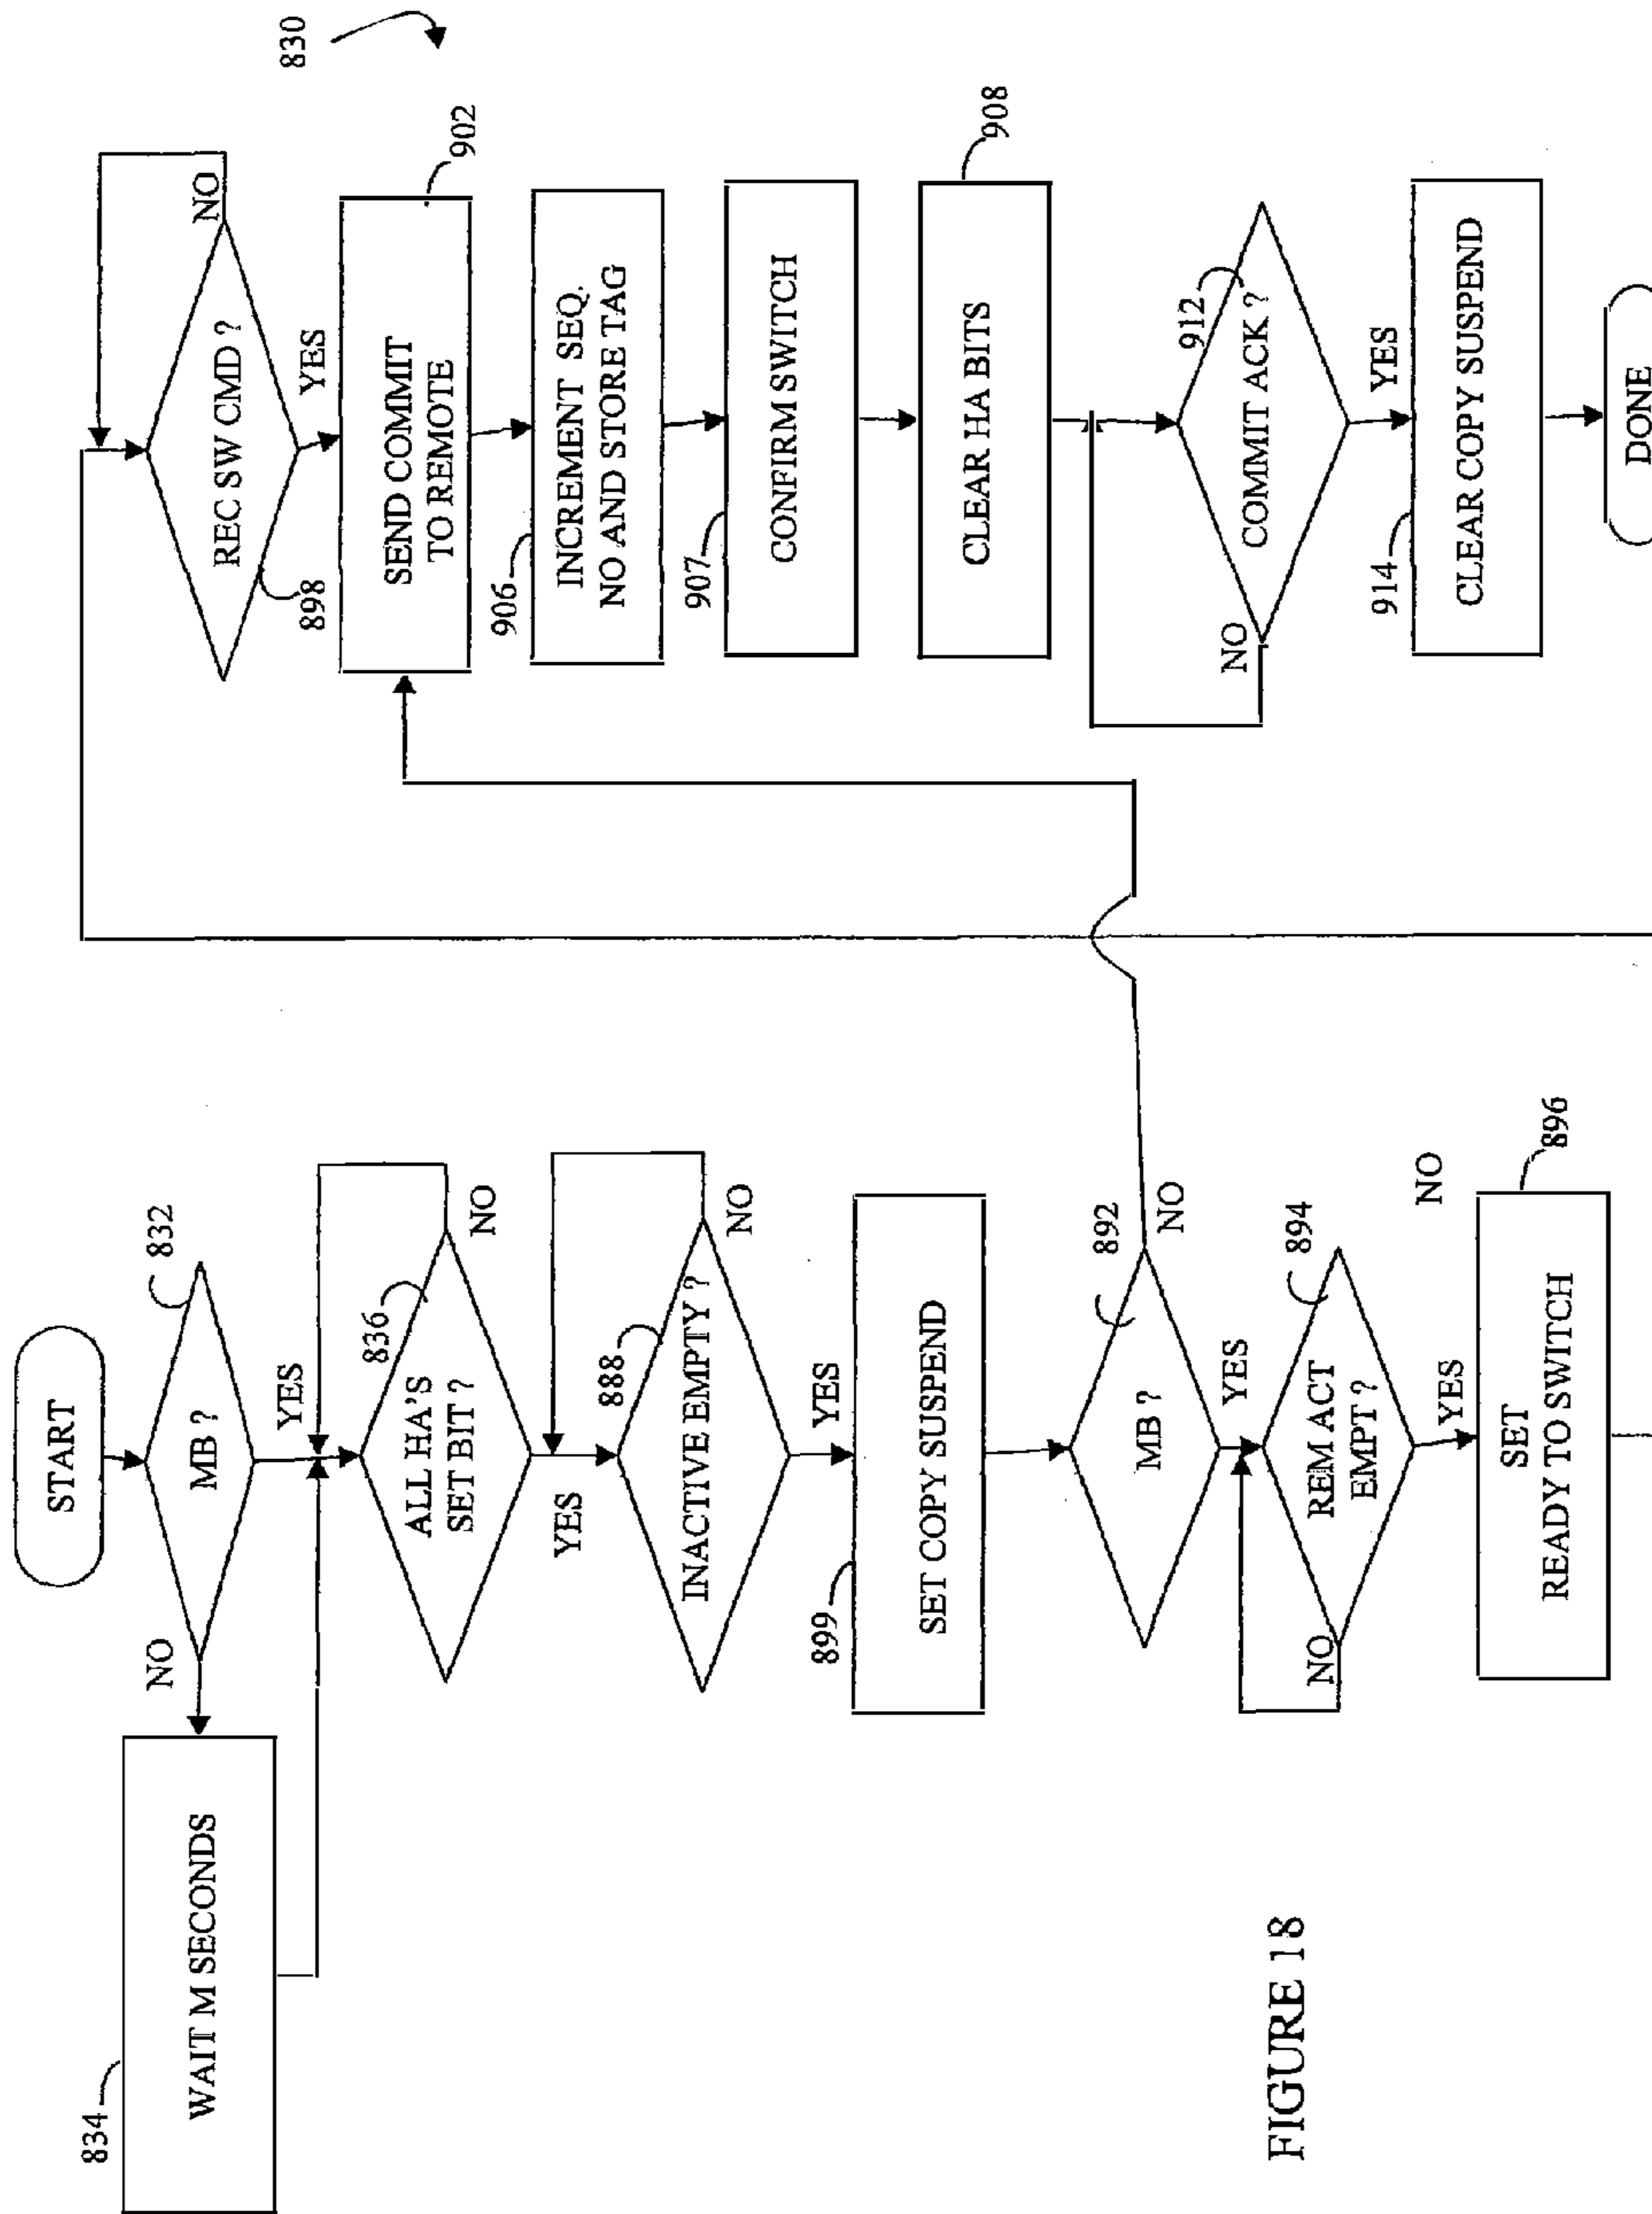 START
832
MB ?
NO
YES
834
WAIT M SECONDS
836
ALL HA'S
SET BIT ?
NO
YES
888
INACTIVE EMPTY ?
NO
YES
899
SET COPY SUSPEND
892
MB ?
NO
YES
894
REM ACT
EMPTY ?
NO
NO
YES
896
SET
READY TO SWITCH
830
REC SW CMD ?
NO
898
YES
902
SEND COMMIT
TO REMOTE
906
INCREMENT SEQ.
NO AND STORE TAG
907
CONFIRM SWITCH
908
CLEAR HA BITS
912
COMMIT ACK ?
NO
YES
914
CLEAR COPY SUSPEND
DONE
FIGURE 18